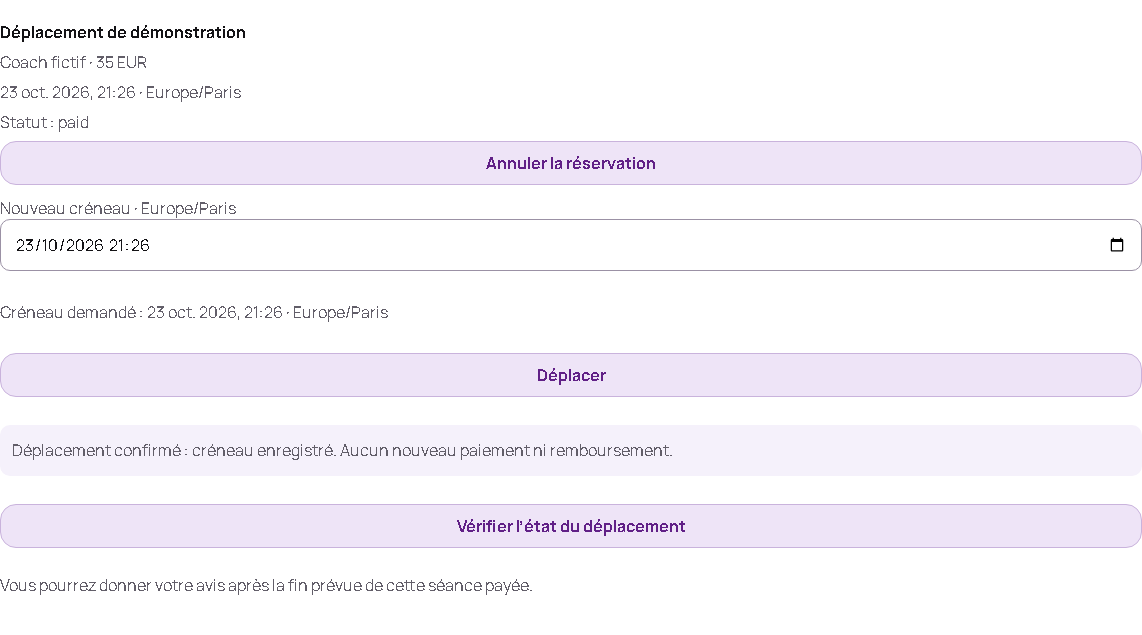 Déplacement de démonstration
Coach fictif · 35 EUR
23 oct. 2026, 21:26 · Europe/Paris
Statut : paid
Annuler la réservation
Nouveau créneau · Europe/Paris
23/10/2026 21:26
Créneau demandé : 23 oct. 2026, 21:26 · Europe/Paris
Déplacer
Déplacement confirmé : créneau enregistré. Aucun nouveau paiement ni remboursement.
Vérifier l’état du déplacement
Vous pourrez donner votre avis après la fin prévue de cette séance payée.